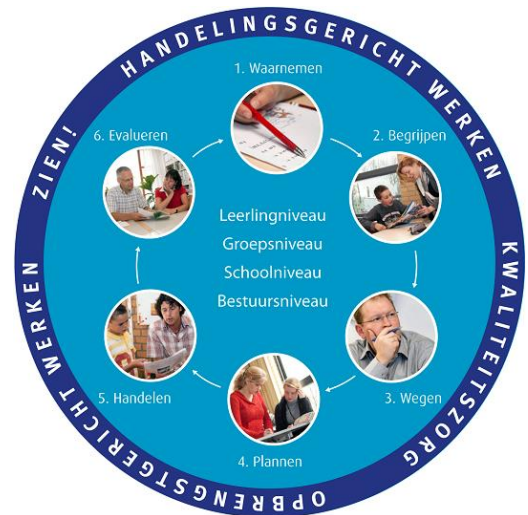 HANDELINGSGERICHT WERKEN
KWALITEITSZORG
OPBRENGSTGERICHT WERKEN
ZIEN!
1. Waarnemen
2. Begrijpen
3. Wegen
4. Plannen
5. Handelen
6. Evalueren
Leerlingniveau
Groepsniveau
Schoolniveau
Bestuursniveau